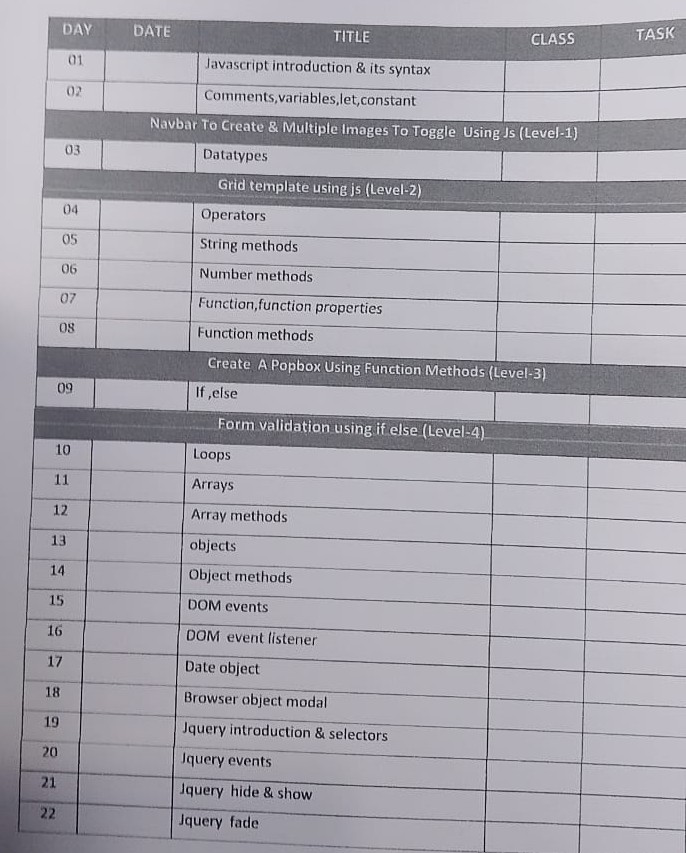 DAY DATE TITLE CLASS TASK
01 Javascript introduction & its syntax
02 Comments,variables,let,constant
Navbar To Create & Multiple Images To Toggle Using Js (Level-1)
03 Datatypes
Grid template using js (Level-2)
04 Operators
05 String methods
06 Number methods
07 Function,function properties
08 Function methods
Create A Popbox Using Function Methods (Level-3)
09 If ,else
Form validation using if else (Level-4)
10 Loops
11 Arrays
12 Array methods
13 objects
14 Object methods
15 DOM events
16 DOM event listener
17 Date object
18 Browser object modal
19 Jquery introduction & selectors
20 Jquery events
21 Jquery hide & show
22 Jquery fade